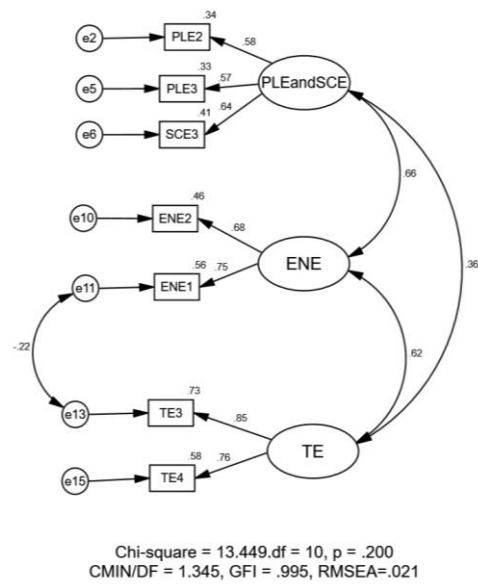 .34
e2 PLE2 .58
.33
e5 PLE3 .57 PLEandSCE
.41 .64
e6 SCE3
.66
.46
e10 ENE2 .68
.36
.56 .75 ENE
e11 ENE1
-.22
.62
.73
e13 TE3 .85
.58 .76 TE
e15 TE4
Chi-square = 13.449.df = 10, p = .200
CMIN/DF = 1.345, GFI = .995, RMSEA=.021